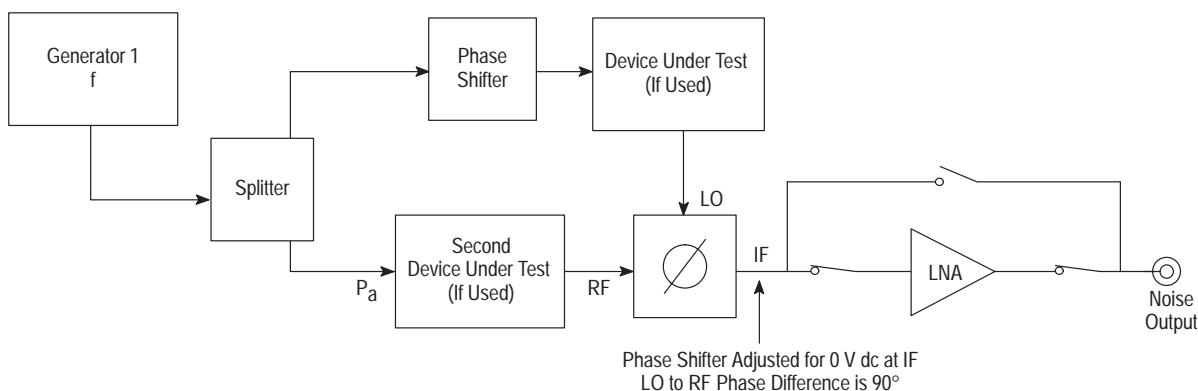 Generator 1
f
Splitter
Phase
Shifter
Device Under Test
(If Used)
LO
Pa
Second
Device Under Test
(If Used)
RF
IF
LNA
Noise
Output
Phase Shifter Adjusted for 0 V dc at IF
LO to RF Phase Difference is 90°